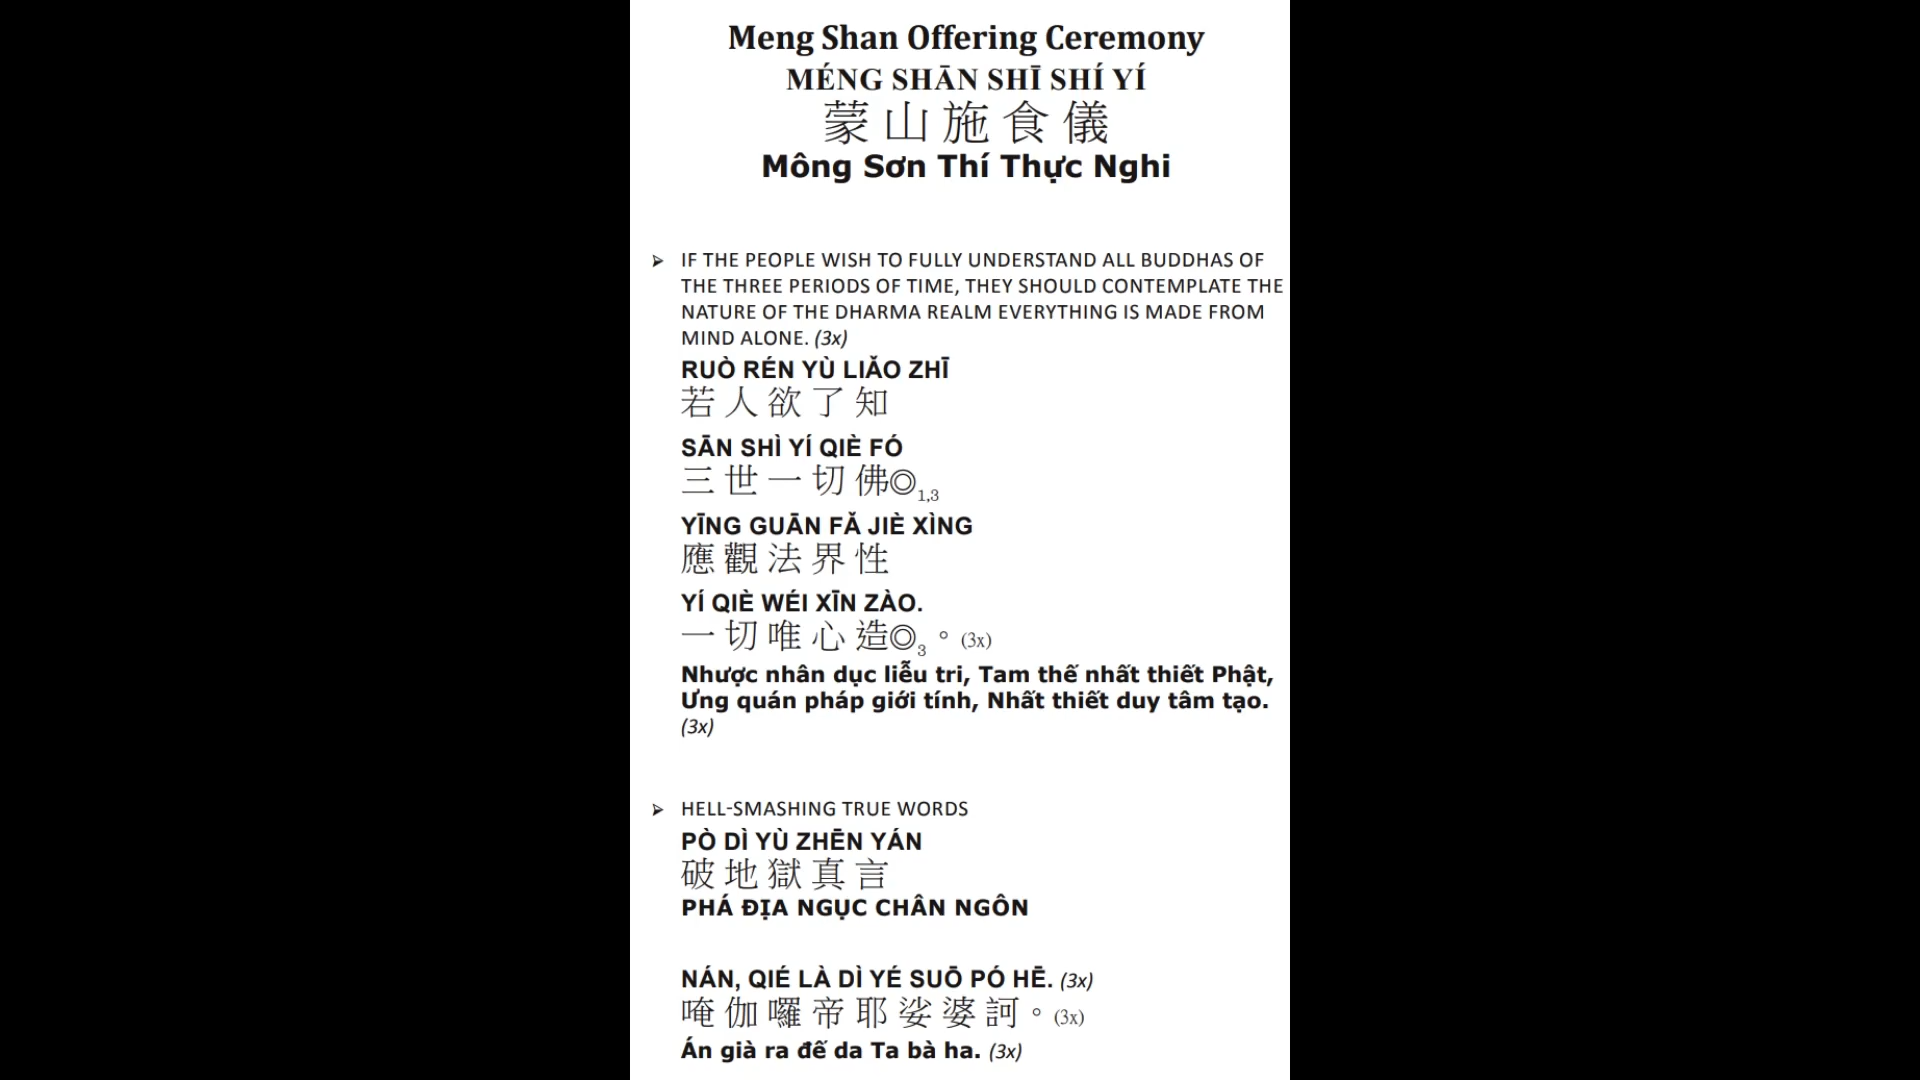 Meng Shan Offering Ceremony
MÉNG SHĀN SHĪ SHÍ YÍ
蒙山施食儀
Mông Sơn Thí Thực Nghi
➢ IF THE PEOPLE WISH TO FULLY UNDERSTAND ALL BUDDHAS OF
THE THREE PERIODS OF TIME, THEY SHOULD CONTEMPLATE THE
NATURE OF THE DHARMA REALM EVERYTHING IS MADE FROM
MIND ALONE. (3x)
RUÒ RÉN YÙ LIǍO ZHĪ
若人欲了知
SĀN SHÌ YÍ QIÈ FÓ
三世一切佛◎1,3
YĪNG GUĀN FǍ JIÈ XÌNG
應觀法界性
YÍ QIÈ WÉI XĪN ZÀO.
一切唯心造◎3。(3x)
Nhược nhân dục liễu tri, Tam thế nhất thiết Phật,
Ưng quán pháp giới tính, Nhất thiết duy tâm tạo.
(3x)
➢ HELL-SMASHING TRUE WORDS
PÒ DÌ YÙ ZHĒN YÁN
破地獄真言
PHÁ ĐỊA NGỤC CHÂN NGÔN
NÁN, QIÉ LÀ DÌ YÉ SUŌ PÓ HĒ. (3x)
唵伽囉帝耶娑婆訶。(3x)
Án già ra đế da Ta bà ha. (3x)